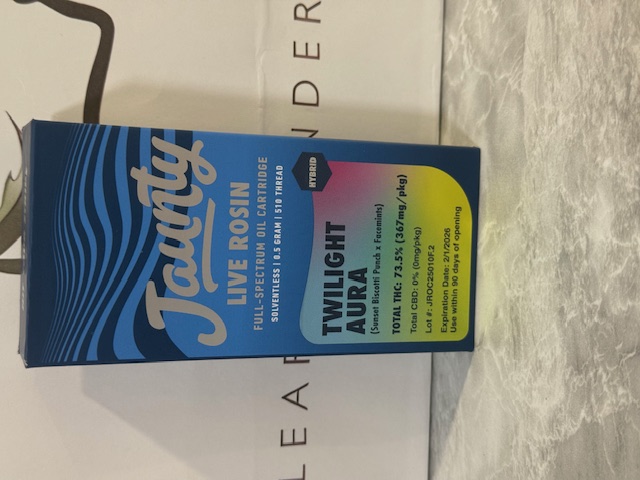 Jaunty
LIVE ROSIN
FULL-SPECTRUM OIL CARTRIDGE
SOLVENTLESS | 0.5 GRAM | 510 THREAD
HYBRID
TWILIGHT
AURA
(Sunset Biscotti Punch x Facemints)
TOTAL THC: 73.5% (367mg/pkg)
Total CBD: 0% (0mg/pkg)
Lot #: JROC25010F.2
Expiration Date: 2/1/2026
Use within 90 days of opening